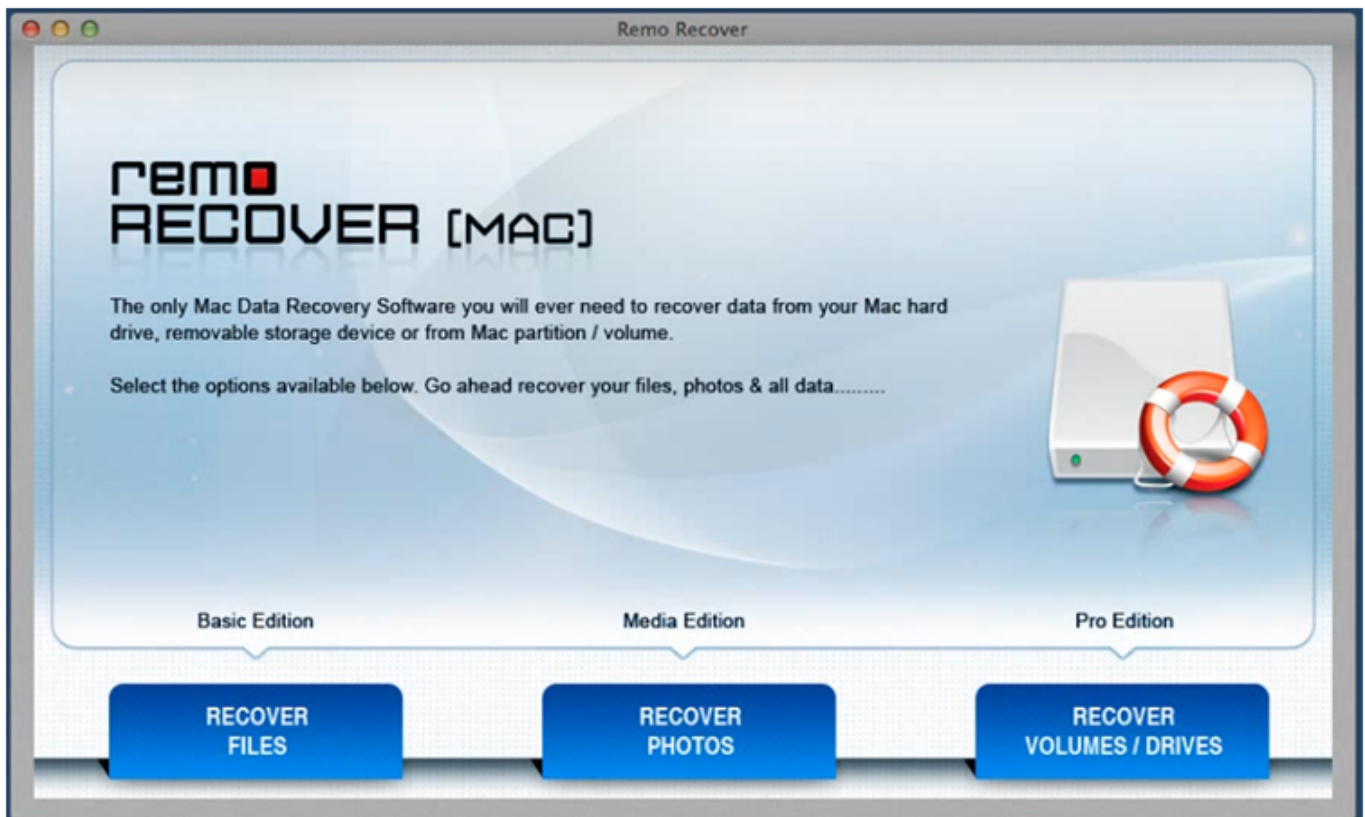 Remo Recover
remo
RECOVER [MAC]
The only Mac Data Recovery Software you will ever need to recover data from your Mac hard
drive, removable storage device or from Mac partition / volume.
Select the options available below. Go ahead recover your files, photos & all data.........
Basic Edition
Media Edition
Pro Edition
RECOVER
FILES
RECOVER
PHOTOS
RECOVER
VOLUMES / DRIVES